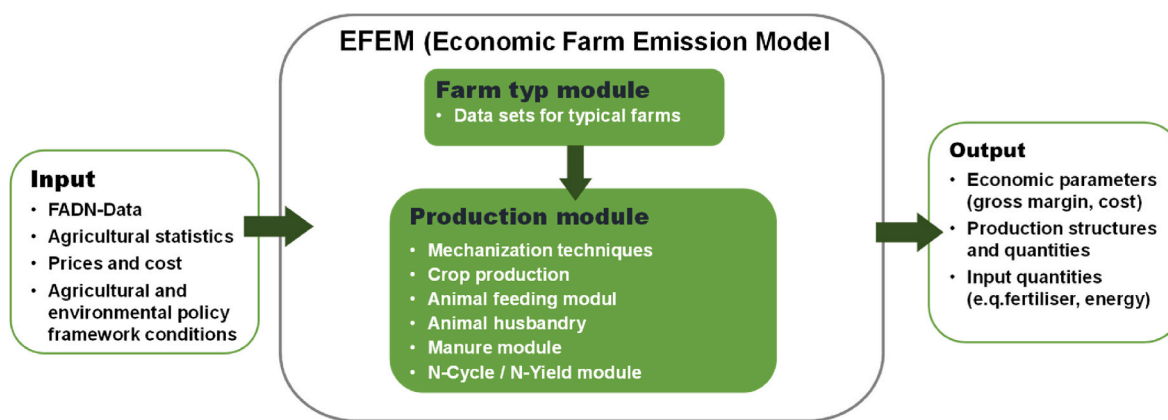 EFEM (Economic Farm Emission Model
Farm typ module
• Data sets for typical farms
Input
• FADN-Data
• Agricultural statistics
• Prices and cost
• Agricultural and
environmental policy
framework conditions
Production module
• Mechanization techniques
• Crop production
• Animal feeding modul
• Animal husbandry
• Manure module
• N-Cycle / N-Yield module
Output
• Economic parameters
(gross margin, cost)
• Production structures
and quantities
• Input quantities
(e.q.fertiliser, energy)